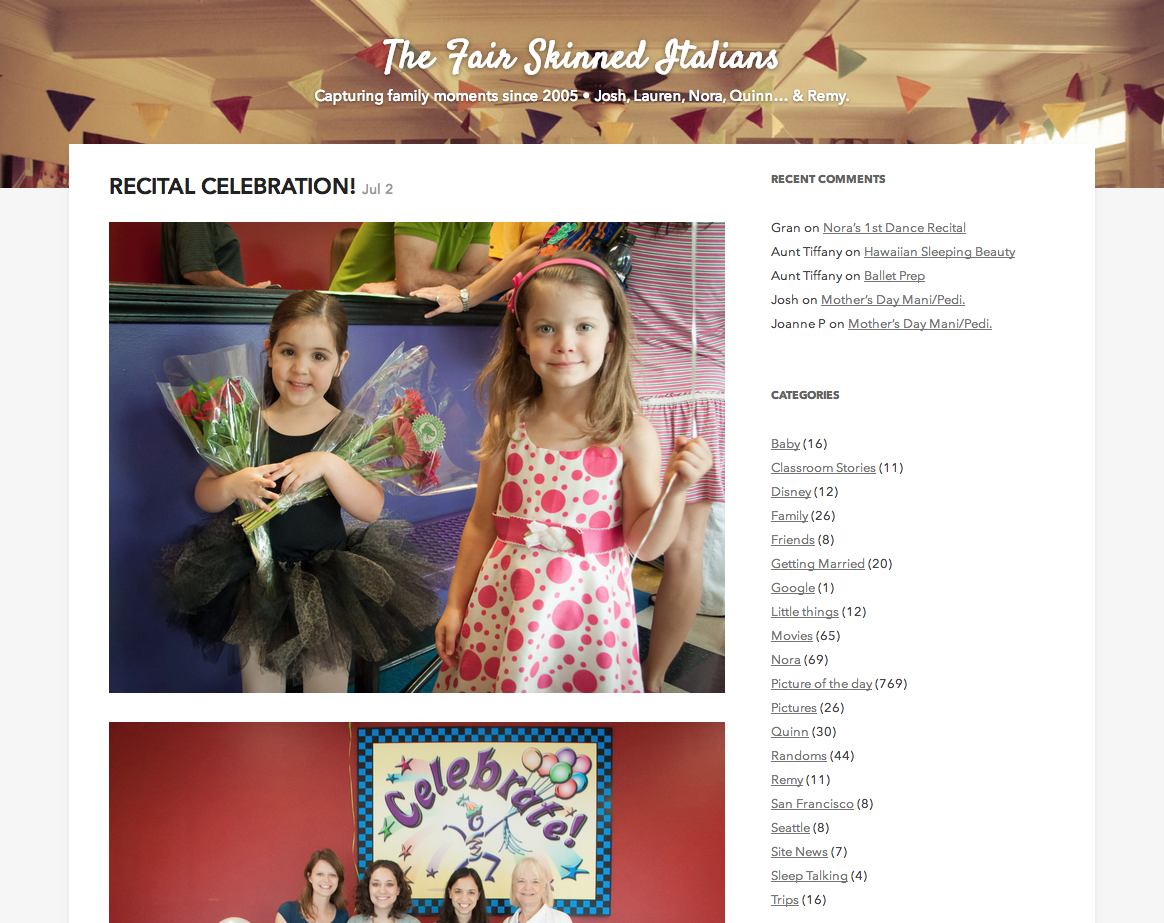 The Fair Skinned Italians
Capturing family moments since 2005 • Josh, Lauren, Nora, Quinn... & Remy.
RECITAL CELEBRATION! Jul 2
Celebrate!
RECENT COMMENTS
Gran on Nora's 1st Dance Recital
Aunt Tiffany on Hawaiian Sleeping Beauty
Aunt Tiffany on Ballet Prep
Josh on Mother's Day Mani/Pedi.
Joanne P on Mother's Day Mani/Pedi.
CATEGORIES
Baby (16)
Classroom Stories (11)
Disney (12)
Family (26)
Friends (8)
Getting Married (20)
Google (1)
Little things (12)
Movies (65)
Nora (69)
Picture of the day (769)
Pictures (26)
Quinn (30)
Randoms (44)
Remy (11)
San Francisco (8)
Seattle (8)
Site News (7)
Sleep Talking (4)
Trips (16)